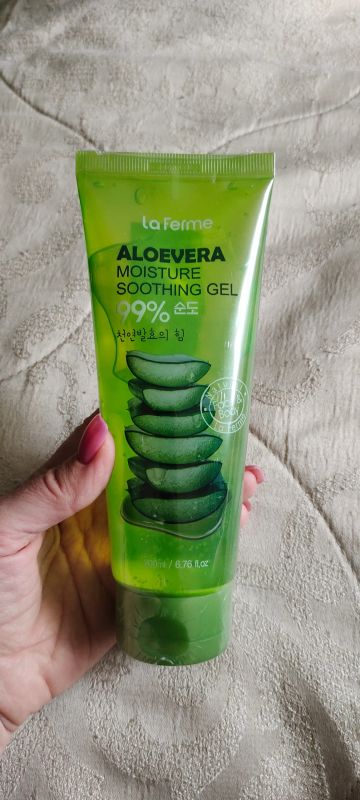 La Ferme
ALOEVERA
MOISTURE
SOOTHING GEL
99% 순도
천연발효의 힘
200ml / 6.76 fl.oz